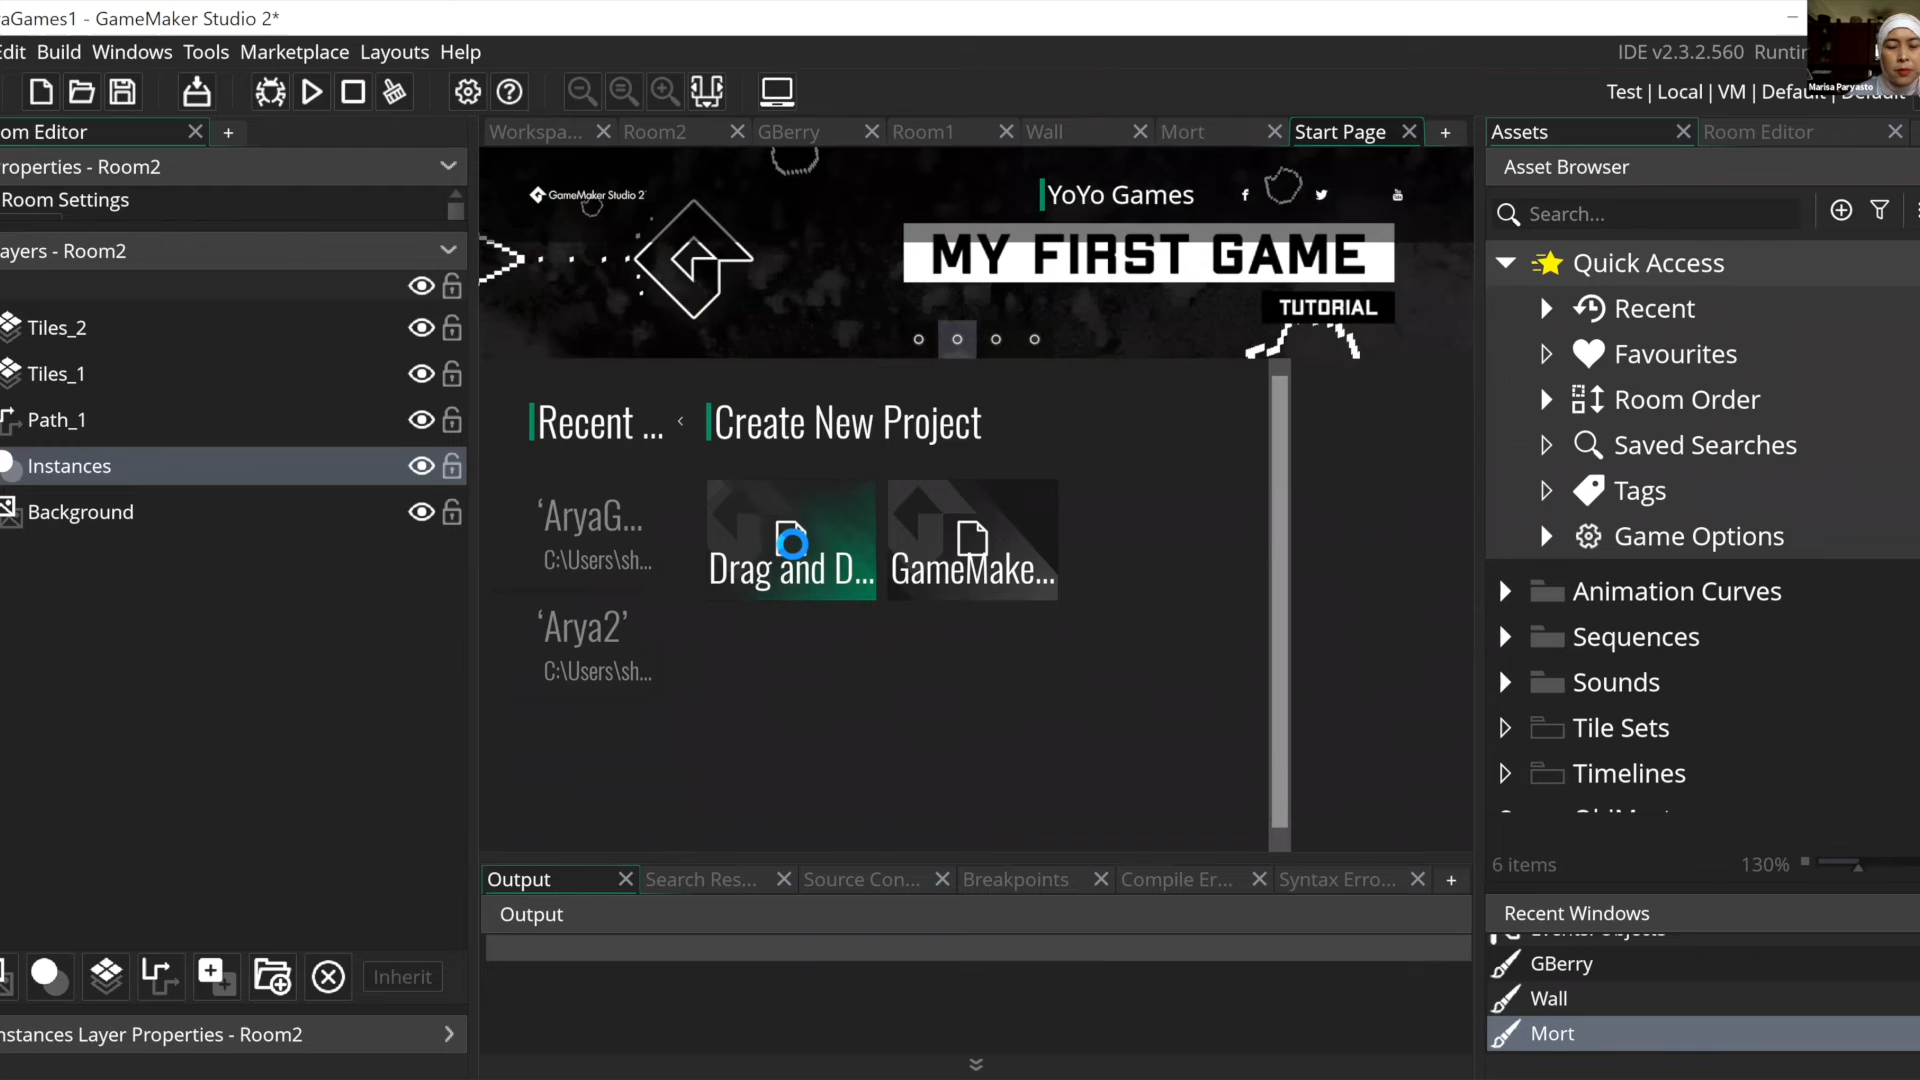 aGames1 - GameMaker Studio 2*
Edit Build Windows Tools Marketplace Layouts Help
IDE v2.3.2.560
Test | Local | VM | Default
Default
Marisa Paryasto
om Editor
Workspa... Room2 GBerry Room1 Wall Mort Start Page
Assets Room Editor
roperties - Room2
Room Settings
ayers - Room2
Tiles_2
Tiles_1
Path_1
Instances
Background
GameMaker Studio 2
YoYo Games
MY FIRST GAME
TUTORIAL
Recent ...
Create New Project
'AryaG...
C:\Users\sh...
'Arya2'
C:\Users\sh...
Drag and D...
GameMake...
Asset Browser
Search...
Quick Access
Recent
Favourites
Room Order
Saved Searches
Tags
Game Options
Animation Curves
Sequences
Sounds
Tile Sets
Timelines
6 items 130%
Output Search Res... Source Con... Breakpoints Compile Er... Syntax Erro...
Output
Recent Windows
GBerry
Wall
Mort
Inherit
nstances Layer Properties - Room2